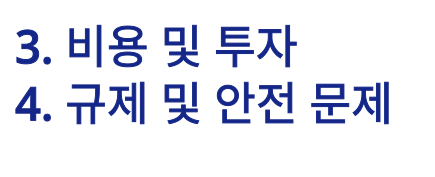 3. 비용 및 투자
4. 규제 및 안전 문제